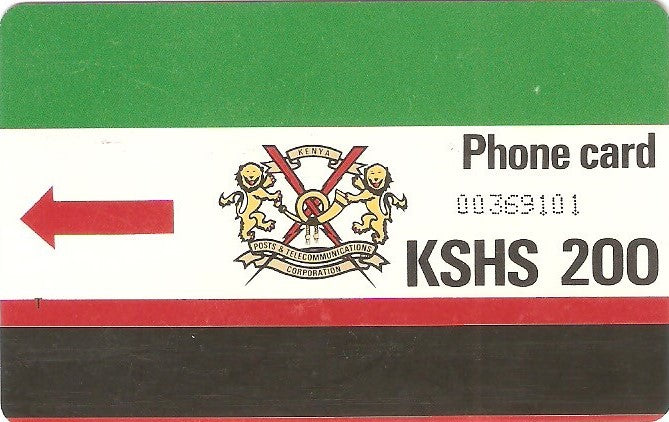 Phone card
KENYA
00369101
POSTS & TELECOMMUNICATIONS
CORPORATION
KSHS 200
T